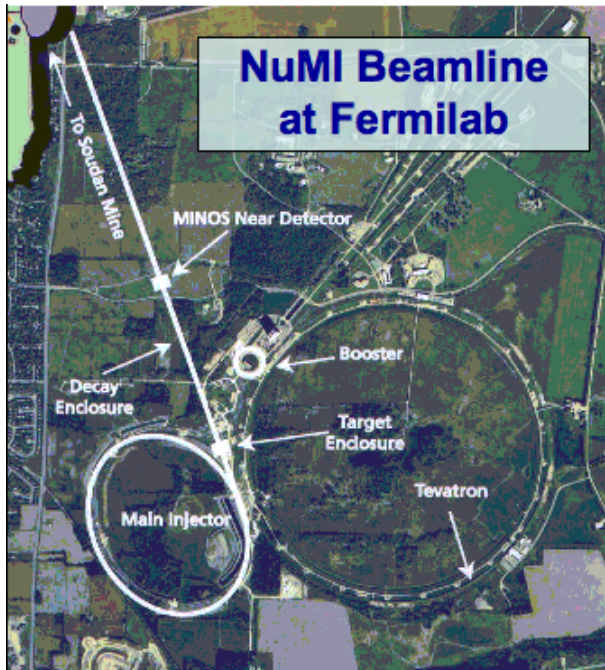 NuMI Beamline
at Fermilab
To Soudan Mine
MINOS Near Detector
Booster
Decay
Enclosure
Target
Enclosure
Tevatron
Main Injector